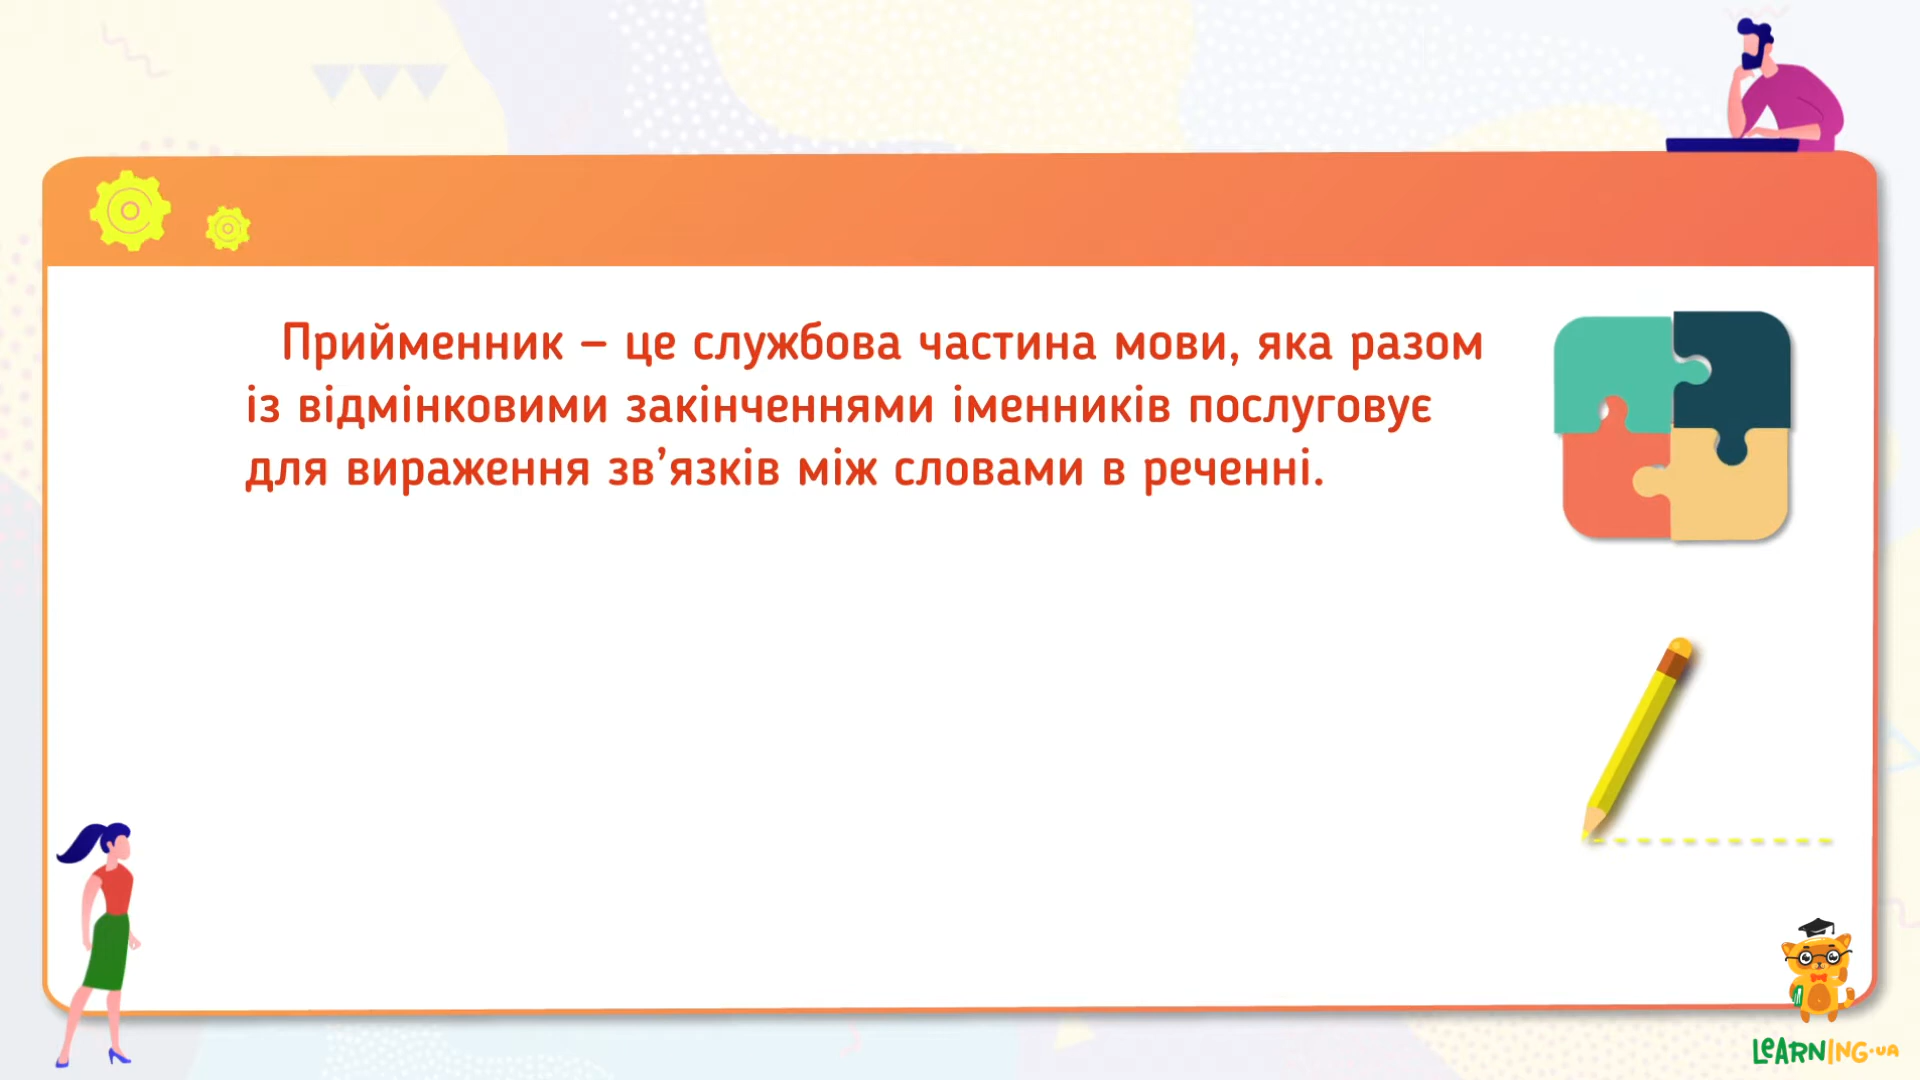 Прийменник – це службова частина мови, яка разом
із відмінковими закінченнями іменників послуговує
для вираження зв’язків між словами в реченні.
LEARNING.UA